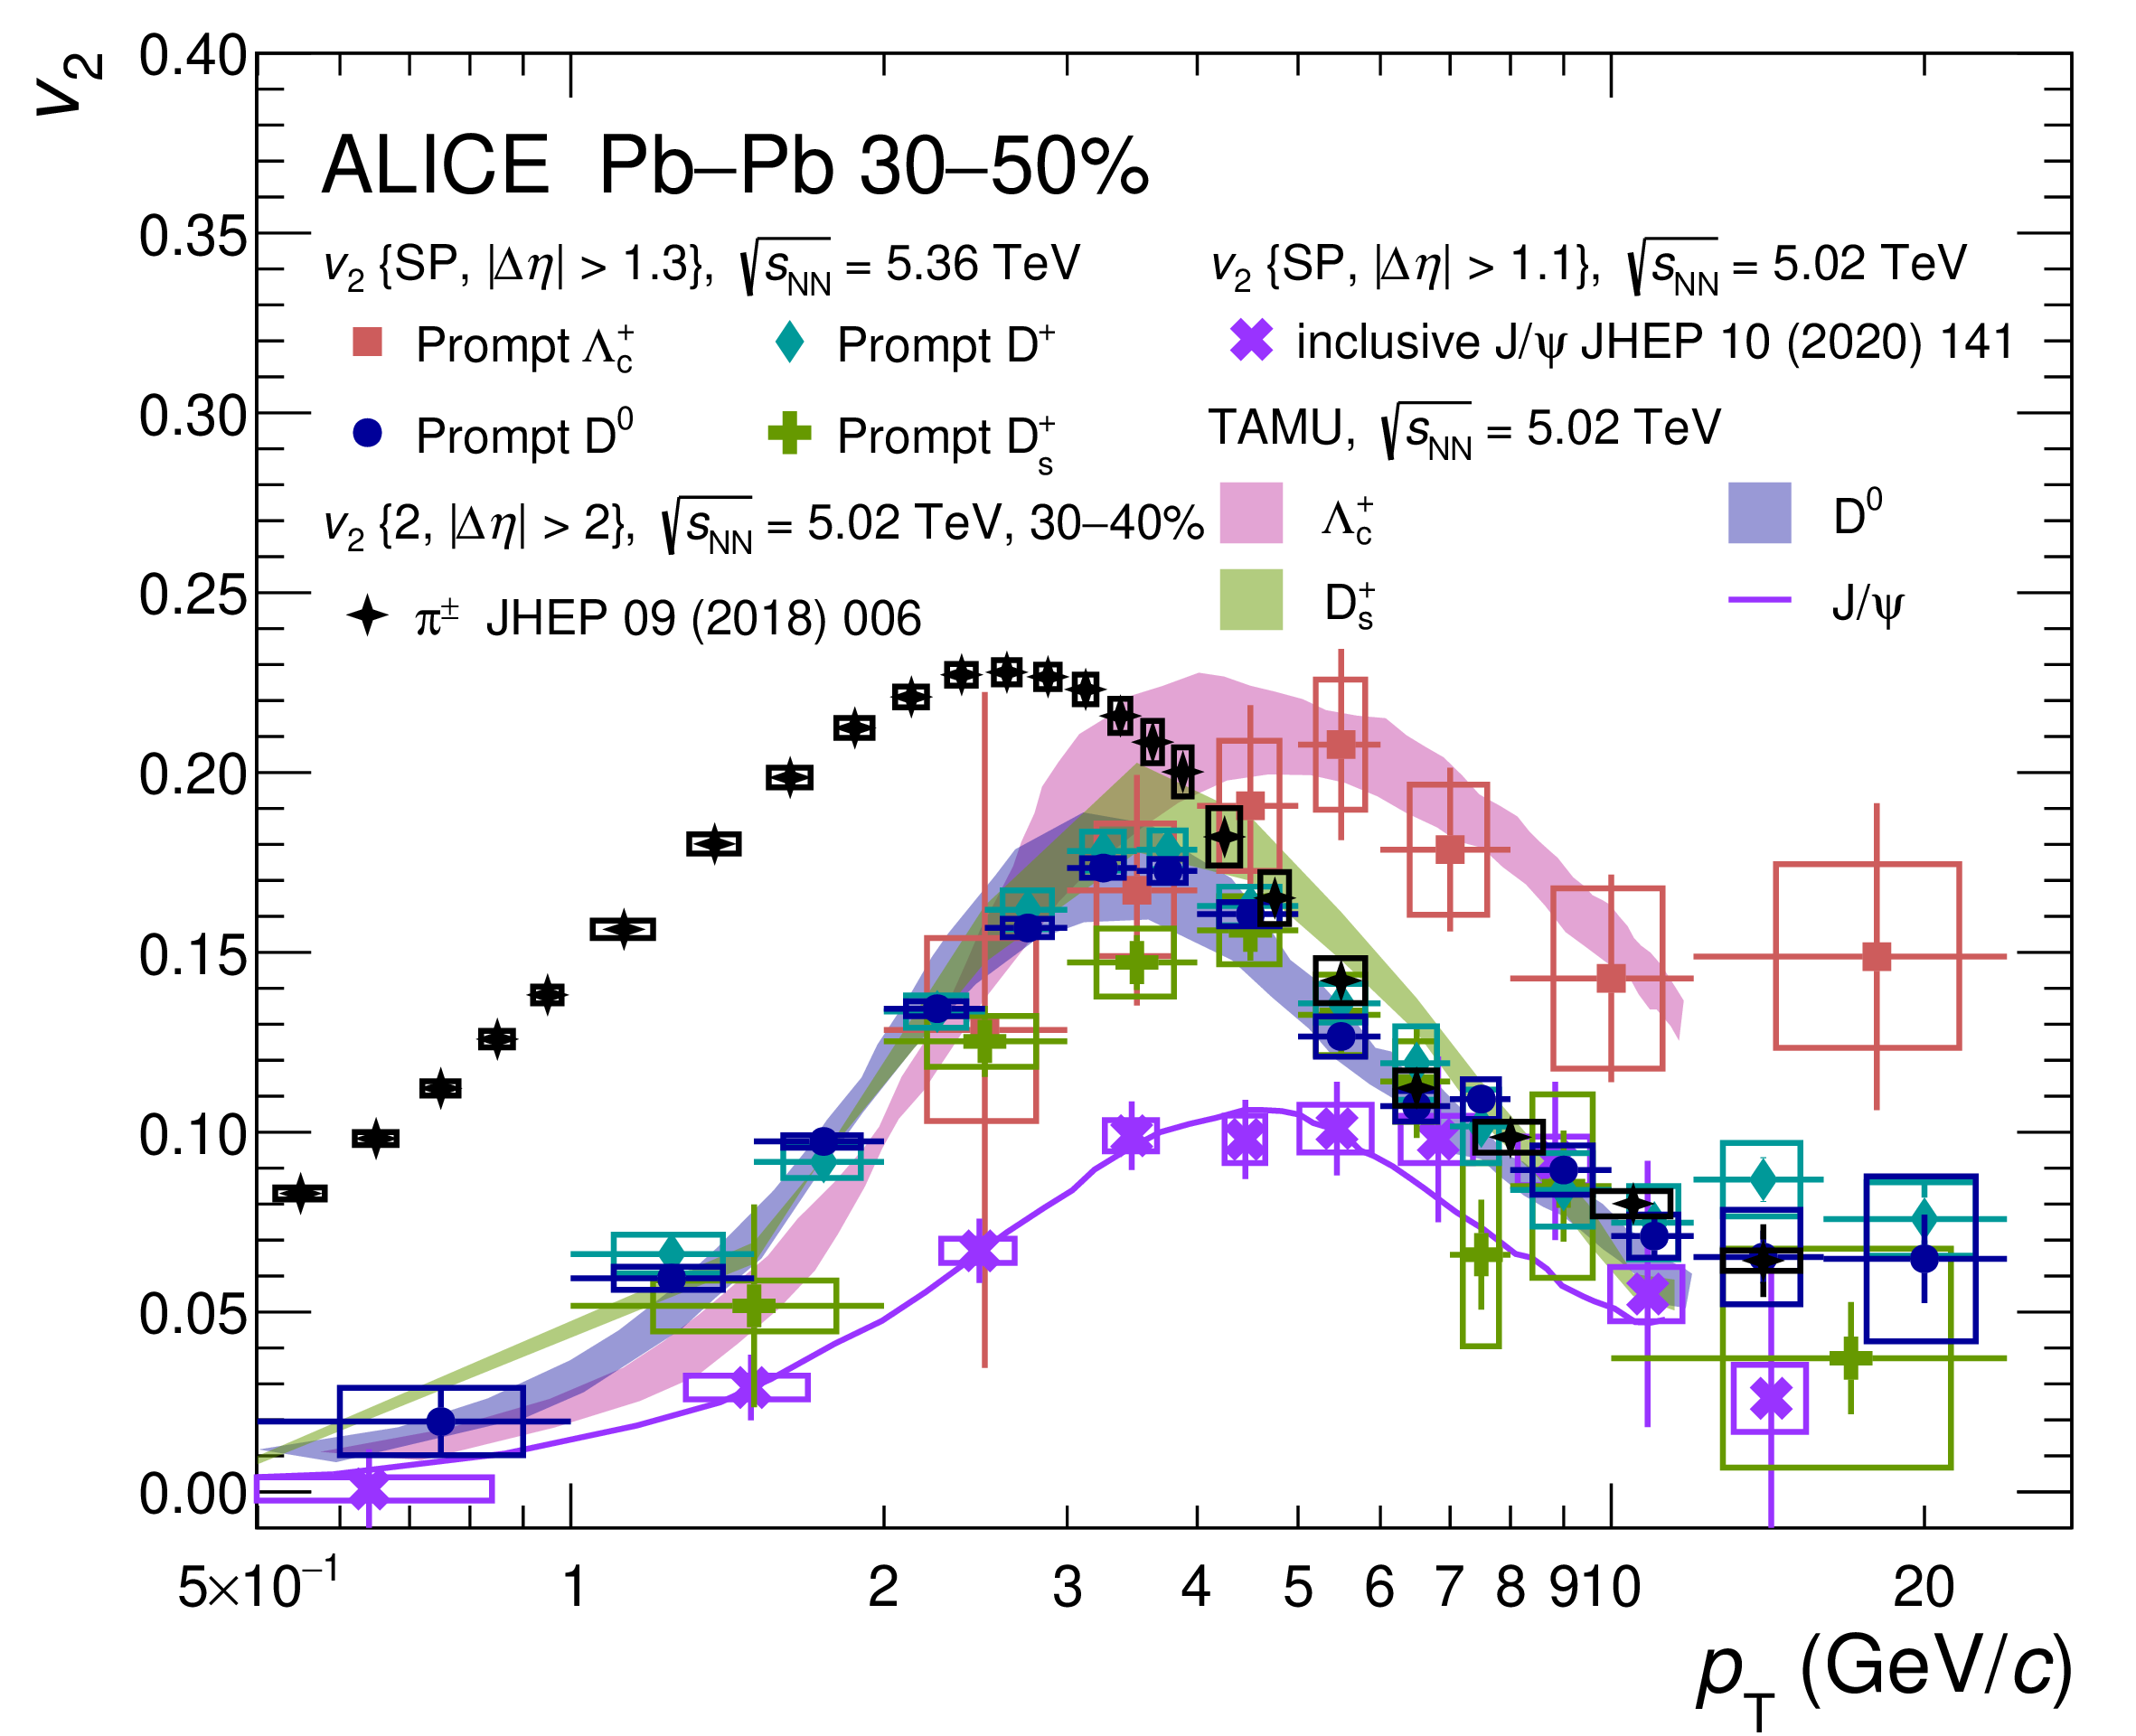 v2
0.40
0.35
0.30
0.25
0.20
0.15
0.10
0.05
0.00
ALICE Pb–Pb 30–50%
v2 {SP, |Δη| > 1.3}, √sNN = 5.36 TeV
Prompt Λc+
Prompt D+
Prompt D0
Prompt Ds+
v2 {2, |Δη| > 2}, √sNN = 5.02 TeV, 30–40%
π± JHEP 09 (2018) 006
v2 {SP, |Δη| > 1.1}, √sNN = 5.02 TeV
inclusive J/ψ JHEP 10 (2020) 141
TAMU, √sNN = 5.02 TeV
Λc+
D0
Ds+
J/ψ
5×10−1 1 2 3 4 5 6 7 8 9 10 20
pT (GeV/c)